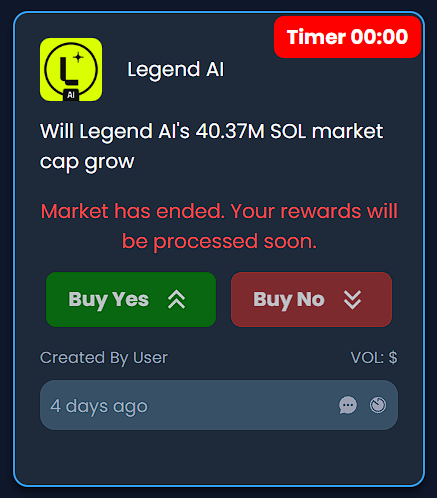 Timer 00:00
L
AI
Legend AI
Will Legend AI's 40.37M SOL market
cap grow
Market has ended. Your rewards will
be processed soon.
Buy Yes
Buy No
Created By User
VOL: $
4 days ago